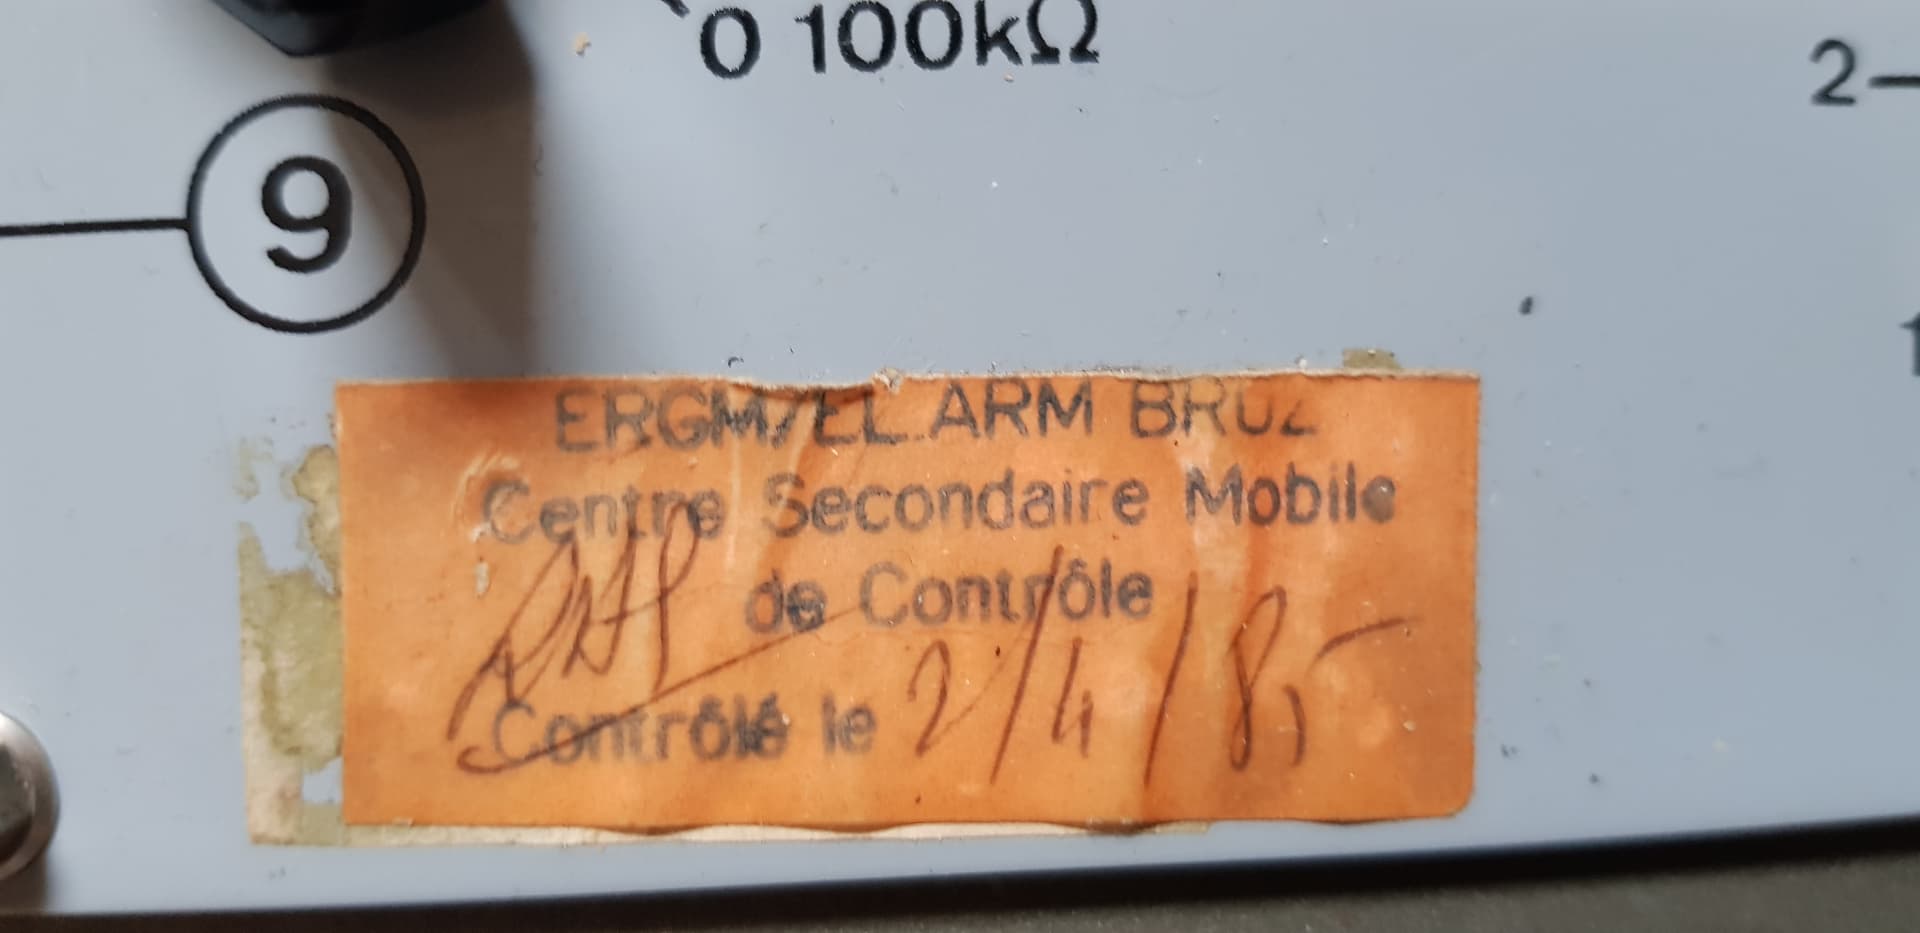 0 100kΩ
2
9
ERGM/EL ARM BRUZ
Centre Secondaire Mobile
de Contrôle
Contrôlé le 2/4/85